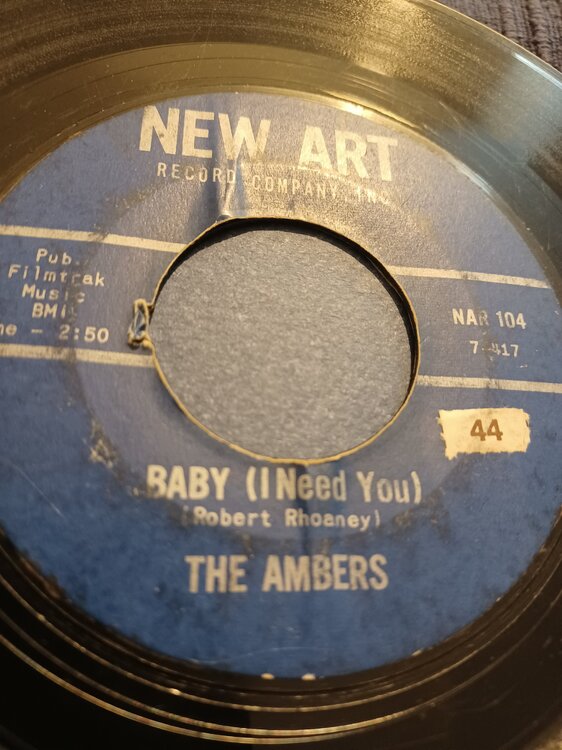 NEW ART
RECORD COMPANY, INC
Pub.
Filmtrak
Music
BMI
me - 2:50
NAR 104
7-417
44
BABY (I Need You)
(Robert Rhoaney)
THE AMBERS